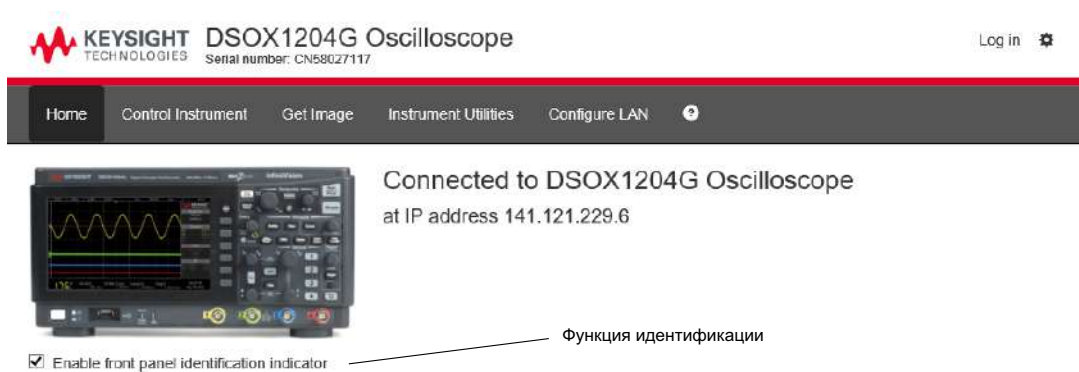 KEYSIGHT
TECHNOLOGIES
DSOX1204G Oscilloscope
Serial number: CN58027117
Log in
Home Control Instrument Get Image Instrument Utilities Configure LAN ?
Connected to DSOX1204G Oscilloscope
at IP address 141.121.229.6
Функция идентификации
Enable front panel identification indicator